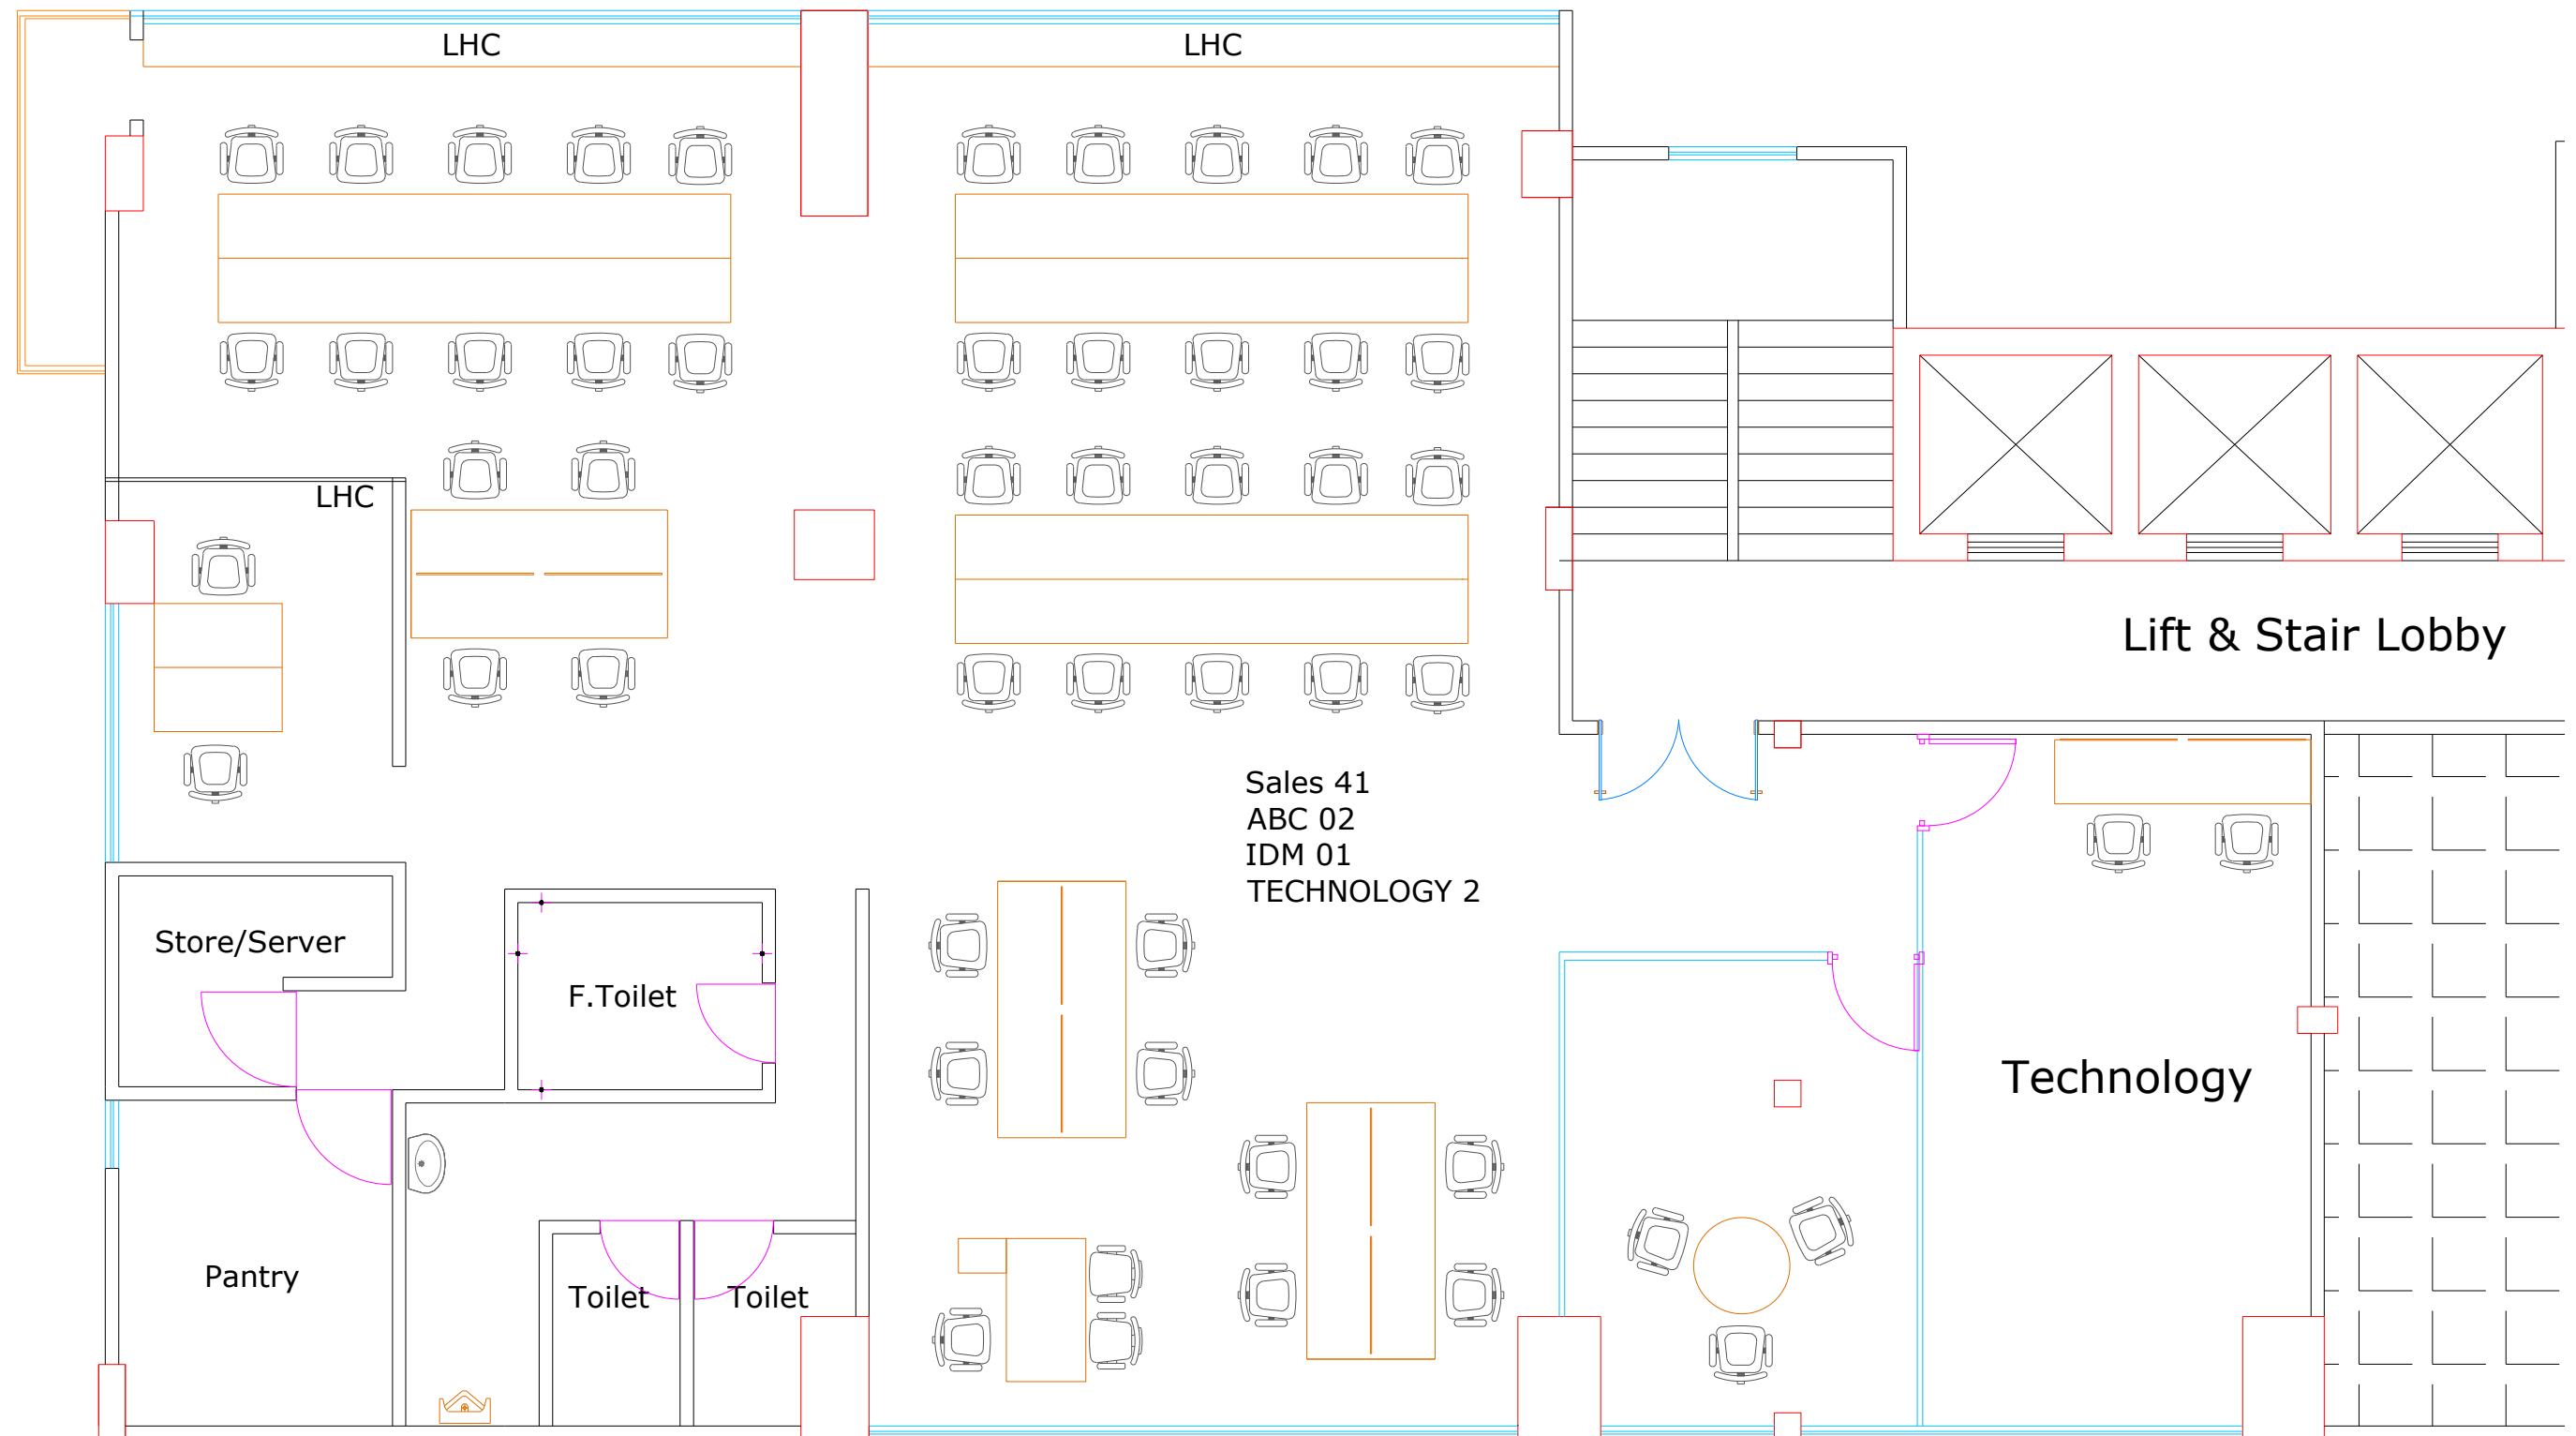 LHC
LHC
LHC
Lift & Stair Lobby
Sales 41
ABC 02
IDM 01
TECHNOLOGY 2
Store/Server
F.Toilet
Technology
Pantry
Toilet
Toilet